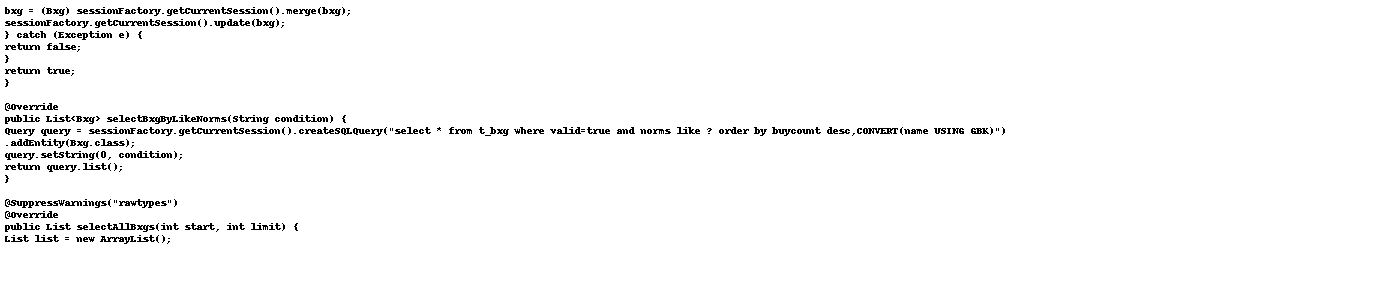 bxg = (Bxg) sessionFactory.getCurrentSession().merge(bxg);
sessionFactory.getCurrentSession().update(bxg);
} catch (Exception e) {
return false;
}
return true;
}
@Override
public List<Bxg> selectBxgByLikeNorms(String condition) {
Query query = sessionFactory.getCurrentSession().createSQLQuery("select * from t_bxg where valid=true and norms like ? order by buycount desc,CONVERT(name USING GBK)")
.addEntity(Bxg.class);
query.setString(0, condition);
return query.list();
}
@SuppressWarnings("rawtypes")
@Override
public List selectAllBxgs(int start, int limit) {
List list = new ArrayList();